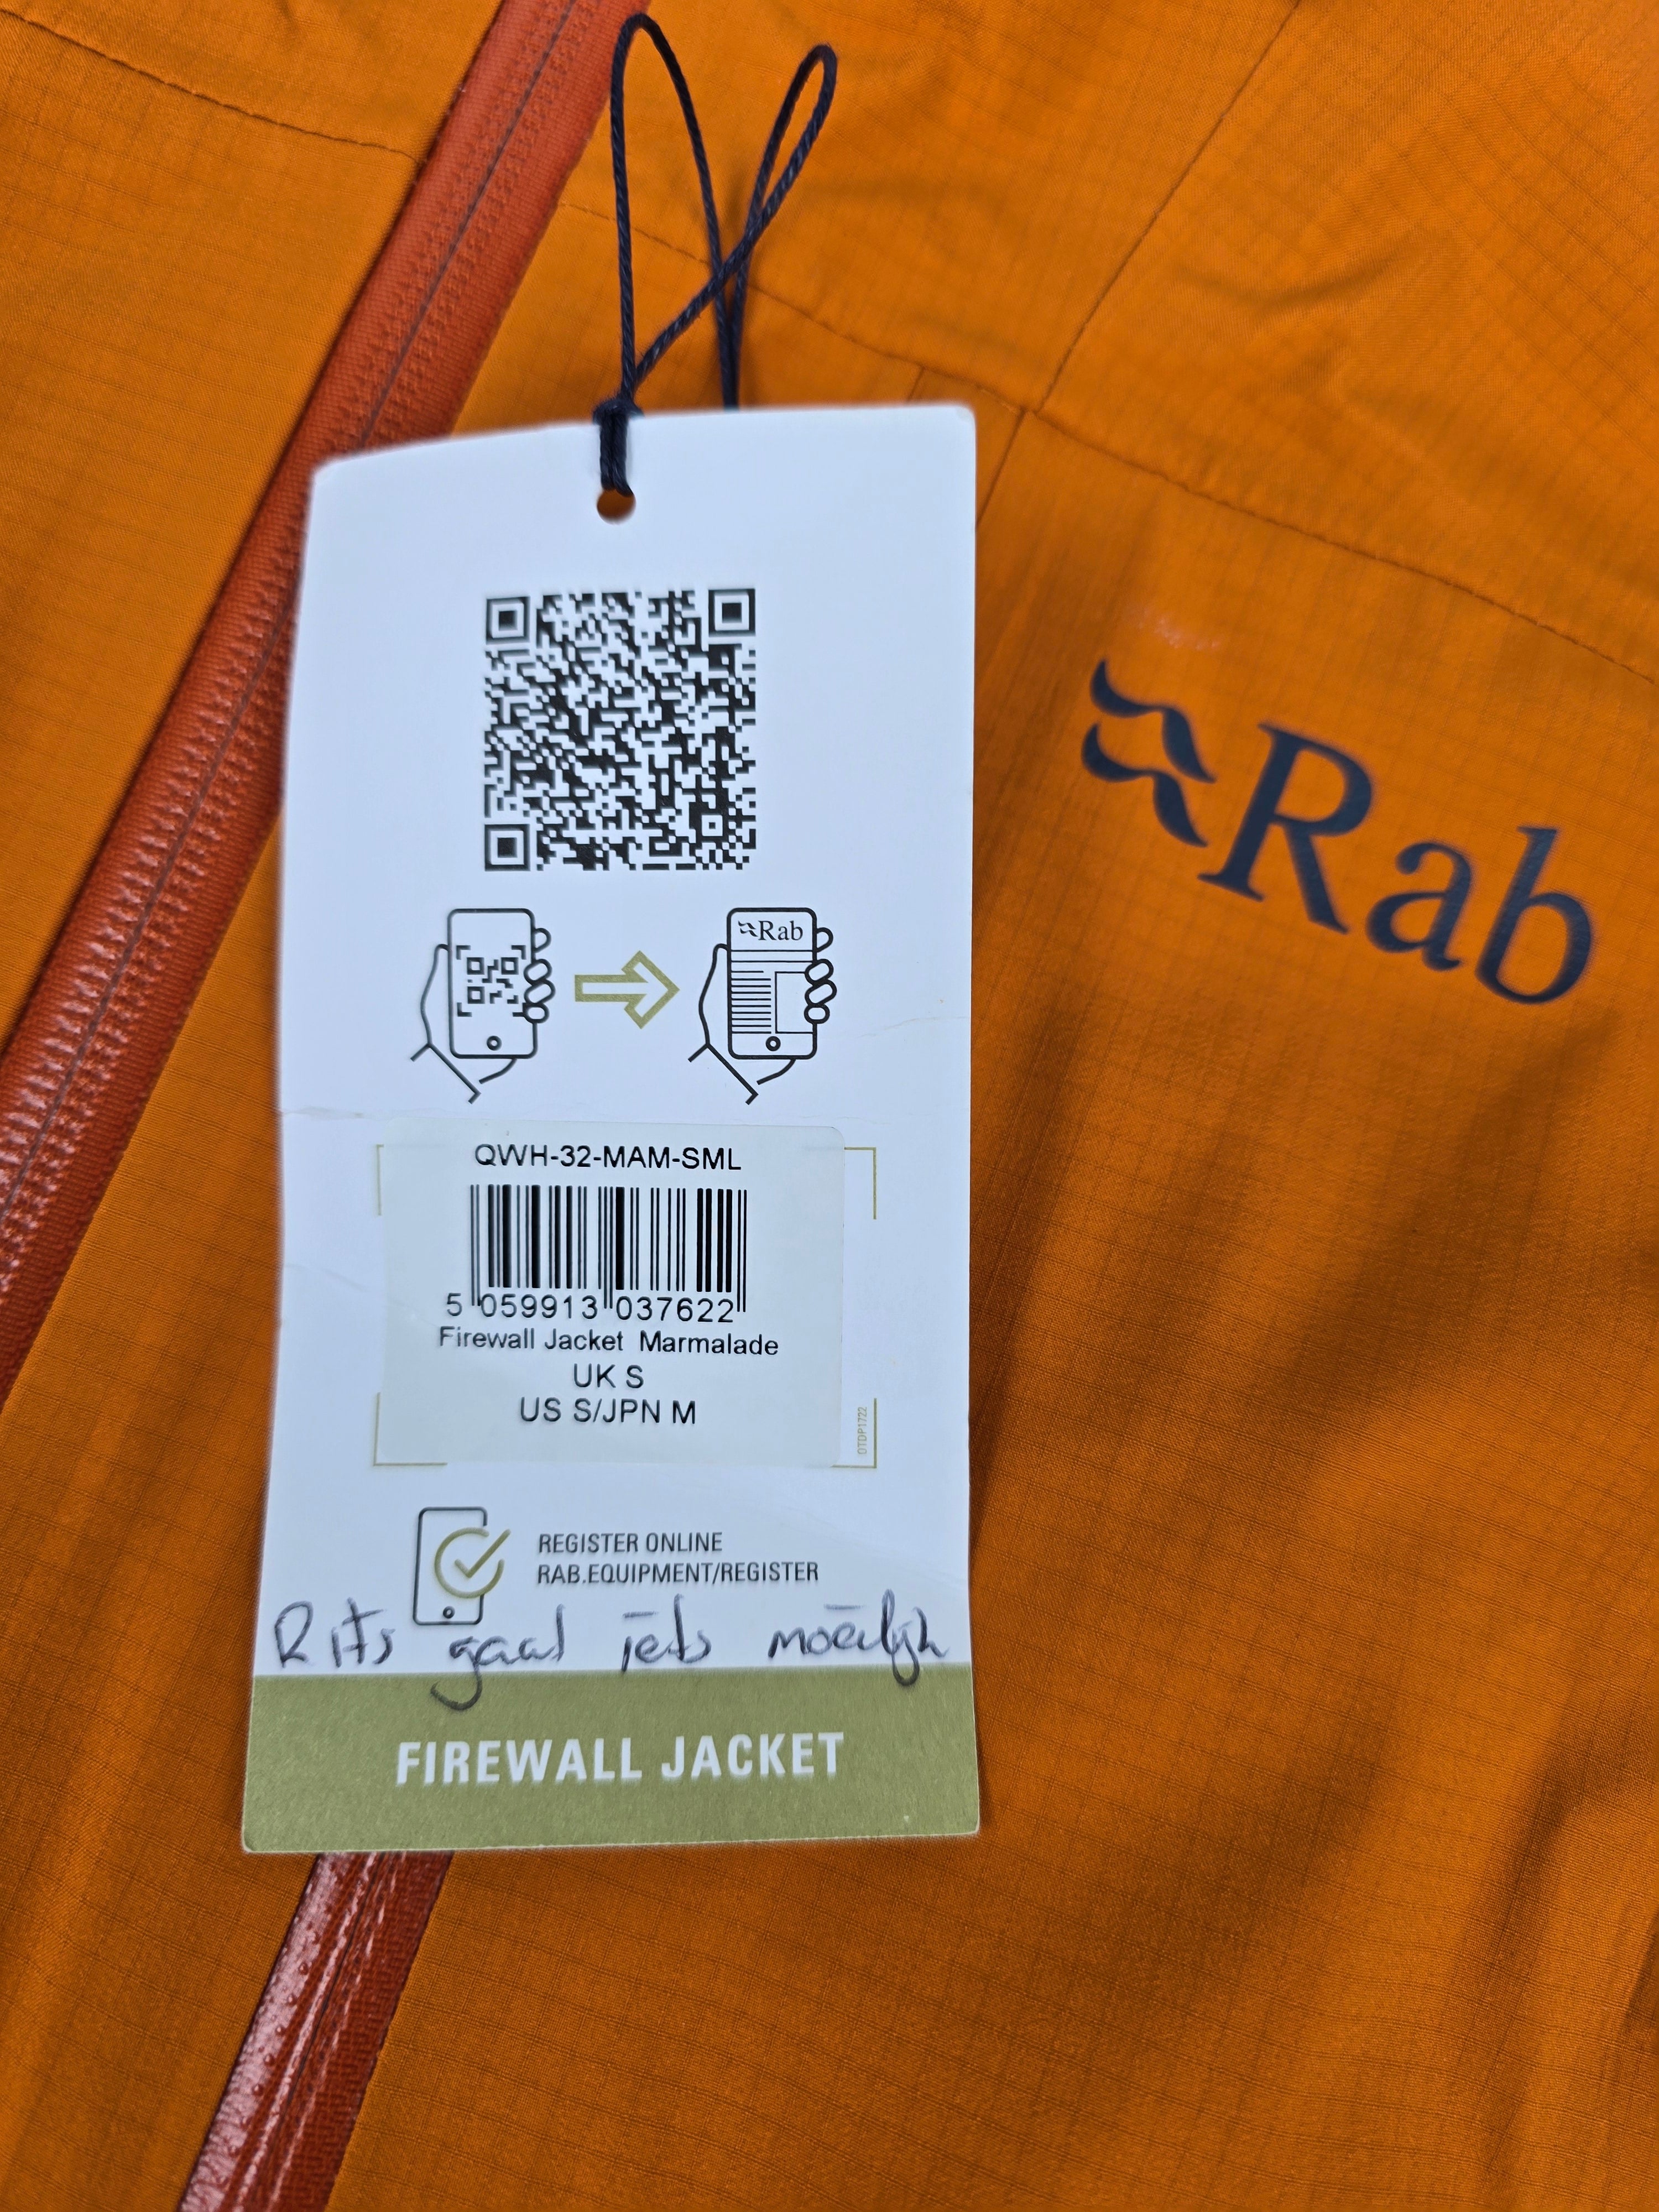 Rab
Rab
QWH-32-MAM-SML
5 059913 037622
Firewall Jacket Marmalade
UK S
US S/JPN M
DTDP1722
REGISTER ONLINE
RAB.EQUIPMENT/REGISTER
Rits gaat iets moeilijk
FIREWALL JACKET